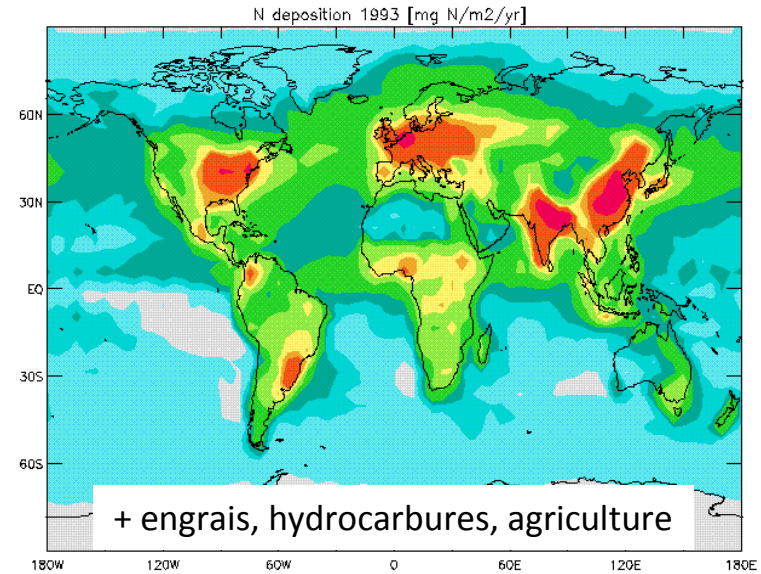 N deposition 1993 [mg N/m2/yr]
60N
30N
EQ
30S
60S
+ engrais, hydrocarbures, agriculture
180W 120W 60W 0 60E 120E 180E